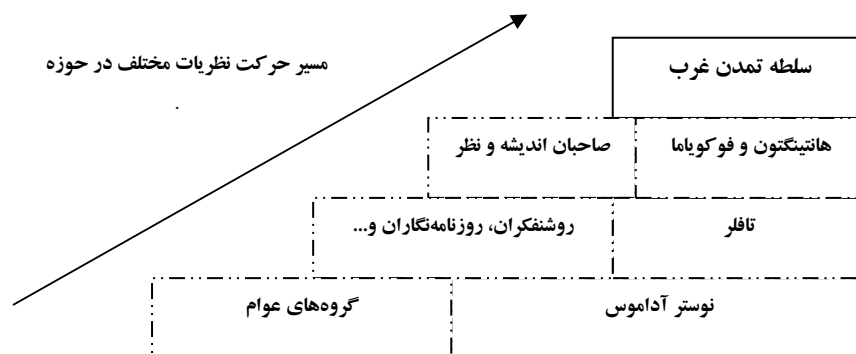 مسیر حرکت نظریات مختلف در حوزه
.
سلطه تمدن غرب
هانتینگتون و فوکویاما
صاحبان اندیشه و نظر
تافلر
روشنفکران، روزنامه‌نگاران و...
نوستر آداموس
گروه‌های عوام